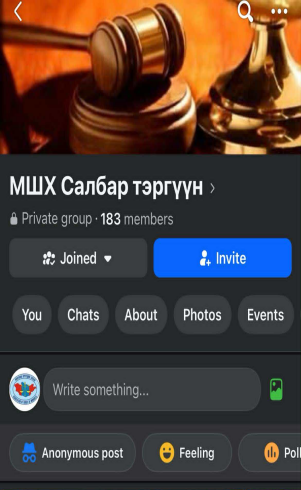 МШХ Салбар тэргүүн
Private group · 183 members
Joined
Invite
You
Chats
About
Photos
Events
Write something...
Anonymous post
Feeling
Poll